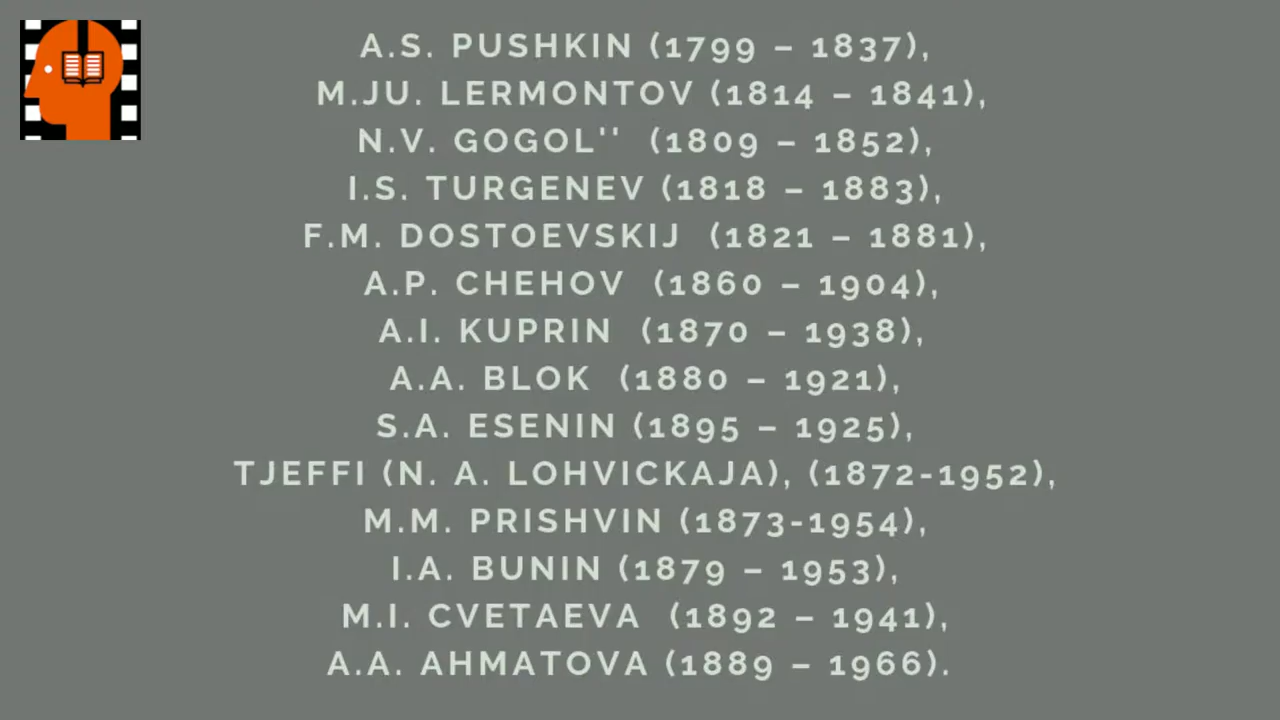 A.S. PUSHKIN (1799 – 1837),
M.JU. LERMONTOV (1814 – 1841),
N.V. GOGOL'' (1809 – 1852),
I.S. TURGENEV (1818 – 1883),
F.M. DOSTOEVSKIJ (1821 – 1881),
A.P. CHEHOV (1860 – 1904),
A.I. KUPRIN (1870 – 1938),
A.A. BLOK (1880 – 1921),
S.A. ESENIN (1895 – 1925),
TJEFFI (N. A. LOHVICKAJA), (1872-1952),
M.M. PRISHVIN (1873-1954),
I.A. BUNIN (1879 – 1953),
M.I. CVETAEVA (1892 – 1941),
A.A. AHMATOVA (1889 – 1966).